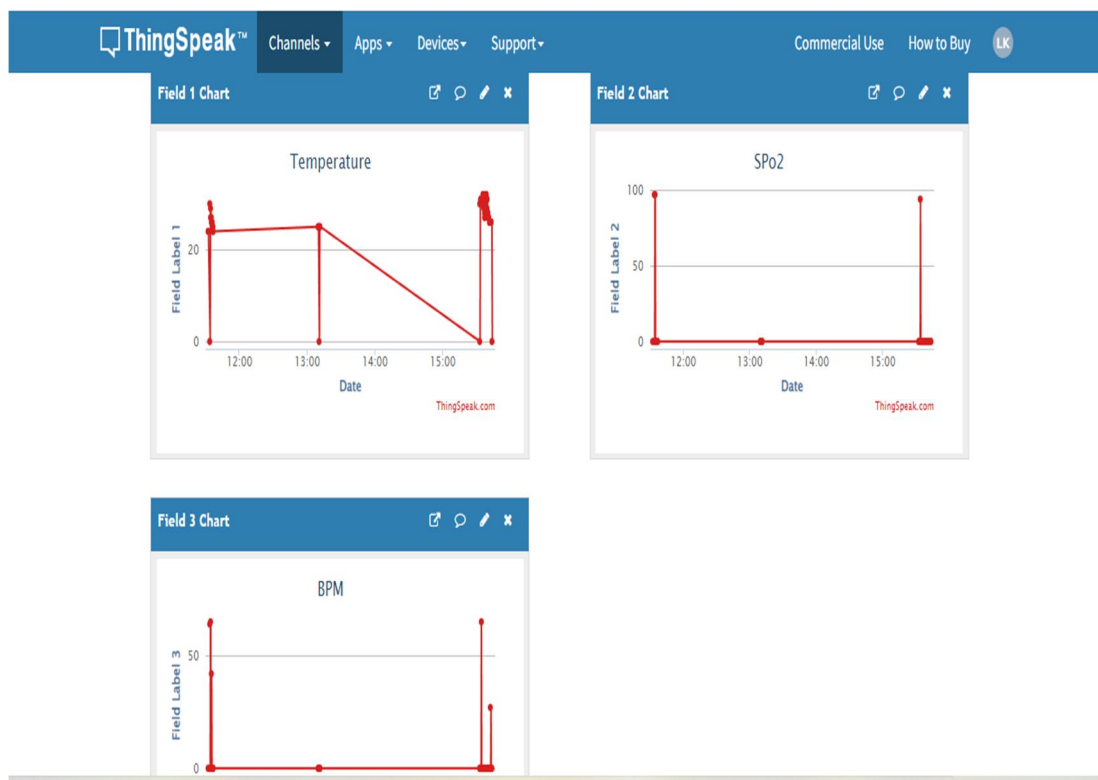 ThingSpeak™ Channels Apps Devices Support Commercial Use How to Buy LK
Field 1 Chart
Temperature
Field Label 1
20
0
12:00 13:00 14:00 15:00
Date
ThingSpeak.com
Field 2 Chart
SPo2
Field Label 2
100
50
0
12:00 13:00 14:00 15:00
Date
ThingSpeak.com
Field 3 Chart
BPM
Field Label 3
50
0